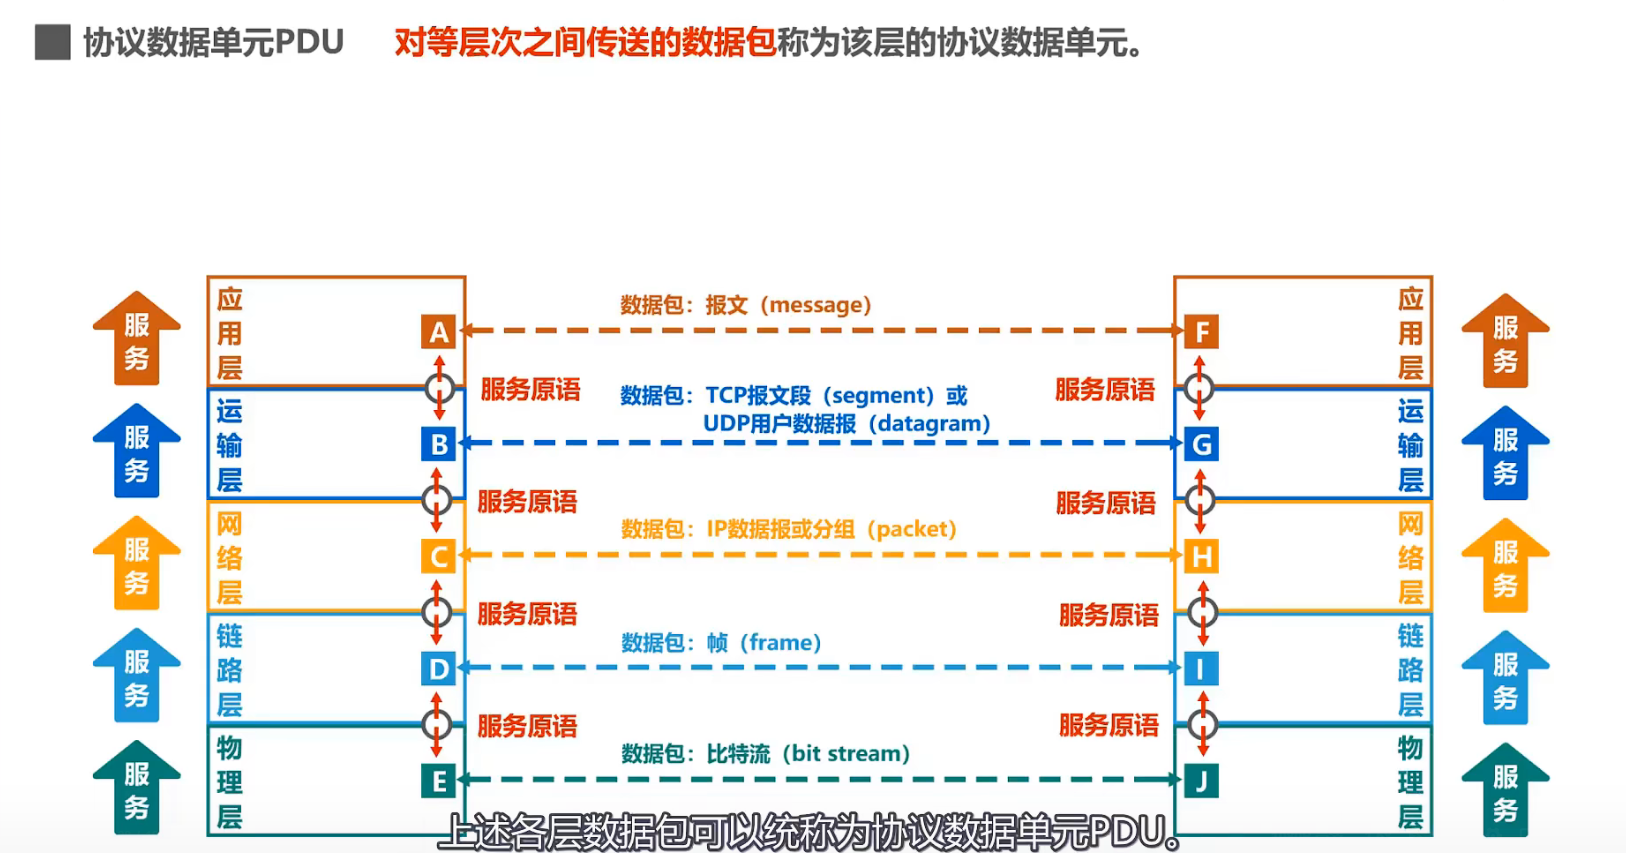 协议数据单元PDU 对等层次之间传送的数据包称为该层的协议数据单元。
应用层
服务
A
数据包：报文（message）
F
应用层
服务
服务原语
服务原语
运输层
服务
B
数据包：TCP报文段（segment）或
UDP用户数据报（datagram）
G
运输层
服务
服务原语
服务原语
网络层
服务
C
数据包：IP数据报或分组（packet）
H
网络层
服务
服务原语
服务原语
链路层
服务
D
数据包：帧（frame）
I
链路层
服务
服务原语
服务原语
物理层
服务
E
数据包：比特流（bit stream）
J
物理层
服务
上述各层数据包可以统称为协议数据单元PDU。